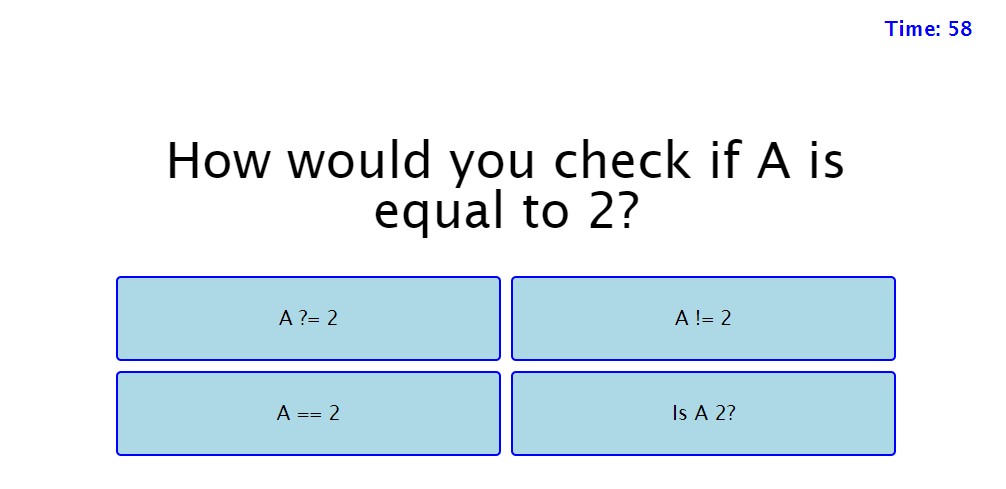 Time: 58
How would you check if A is
equal to 2?
A ?= 2
A != 2
A == 2
Is A 2?